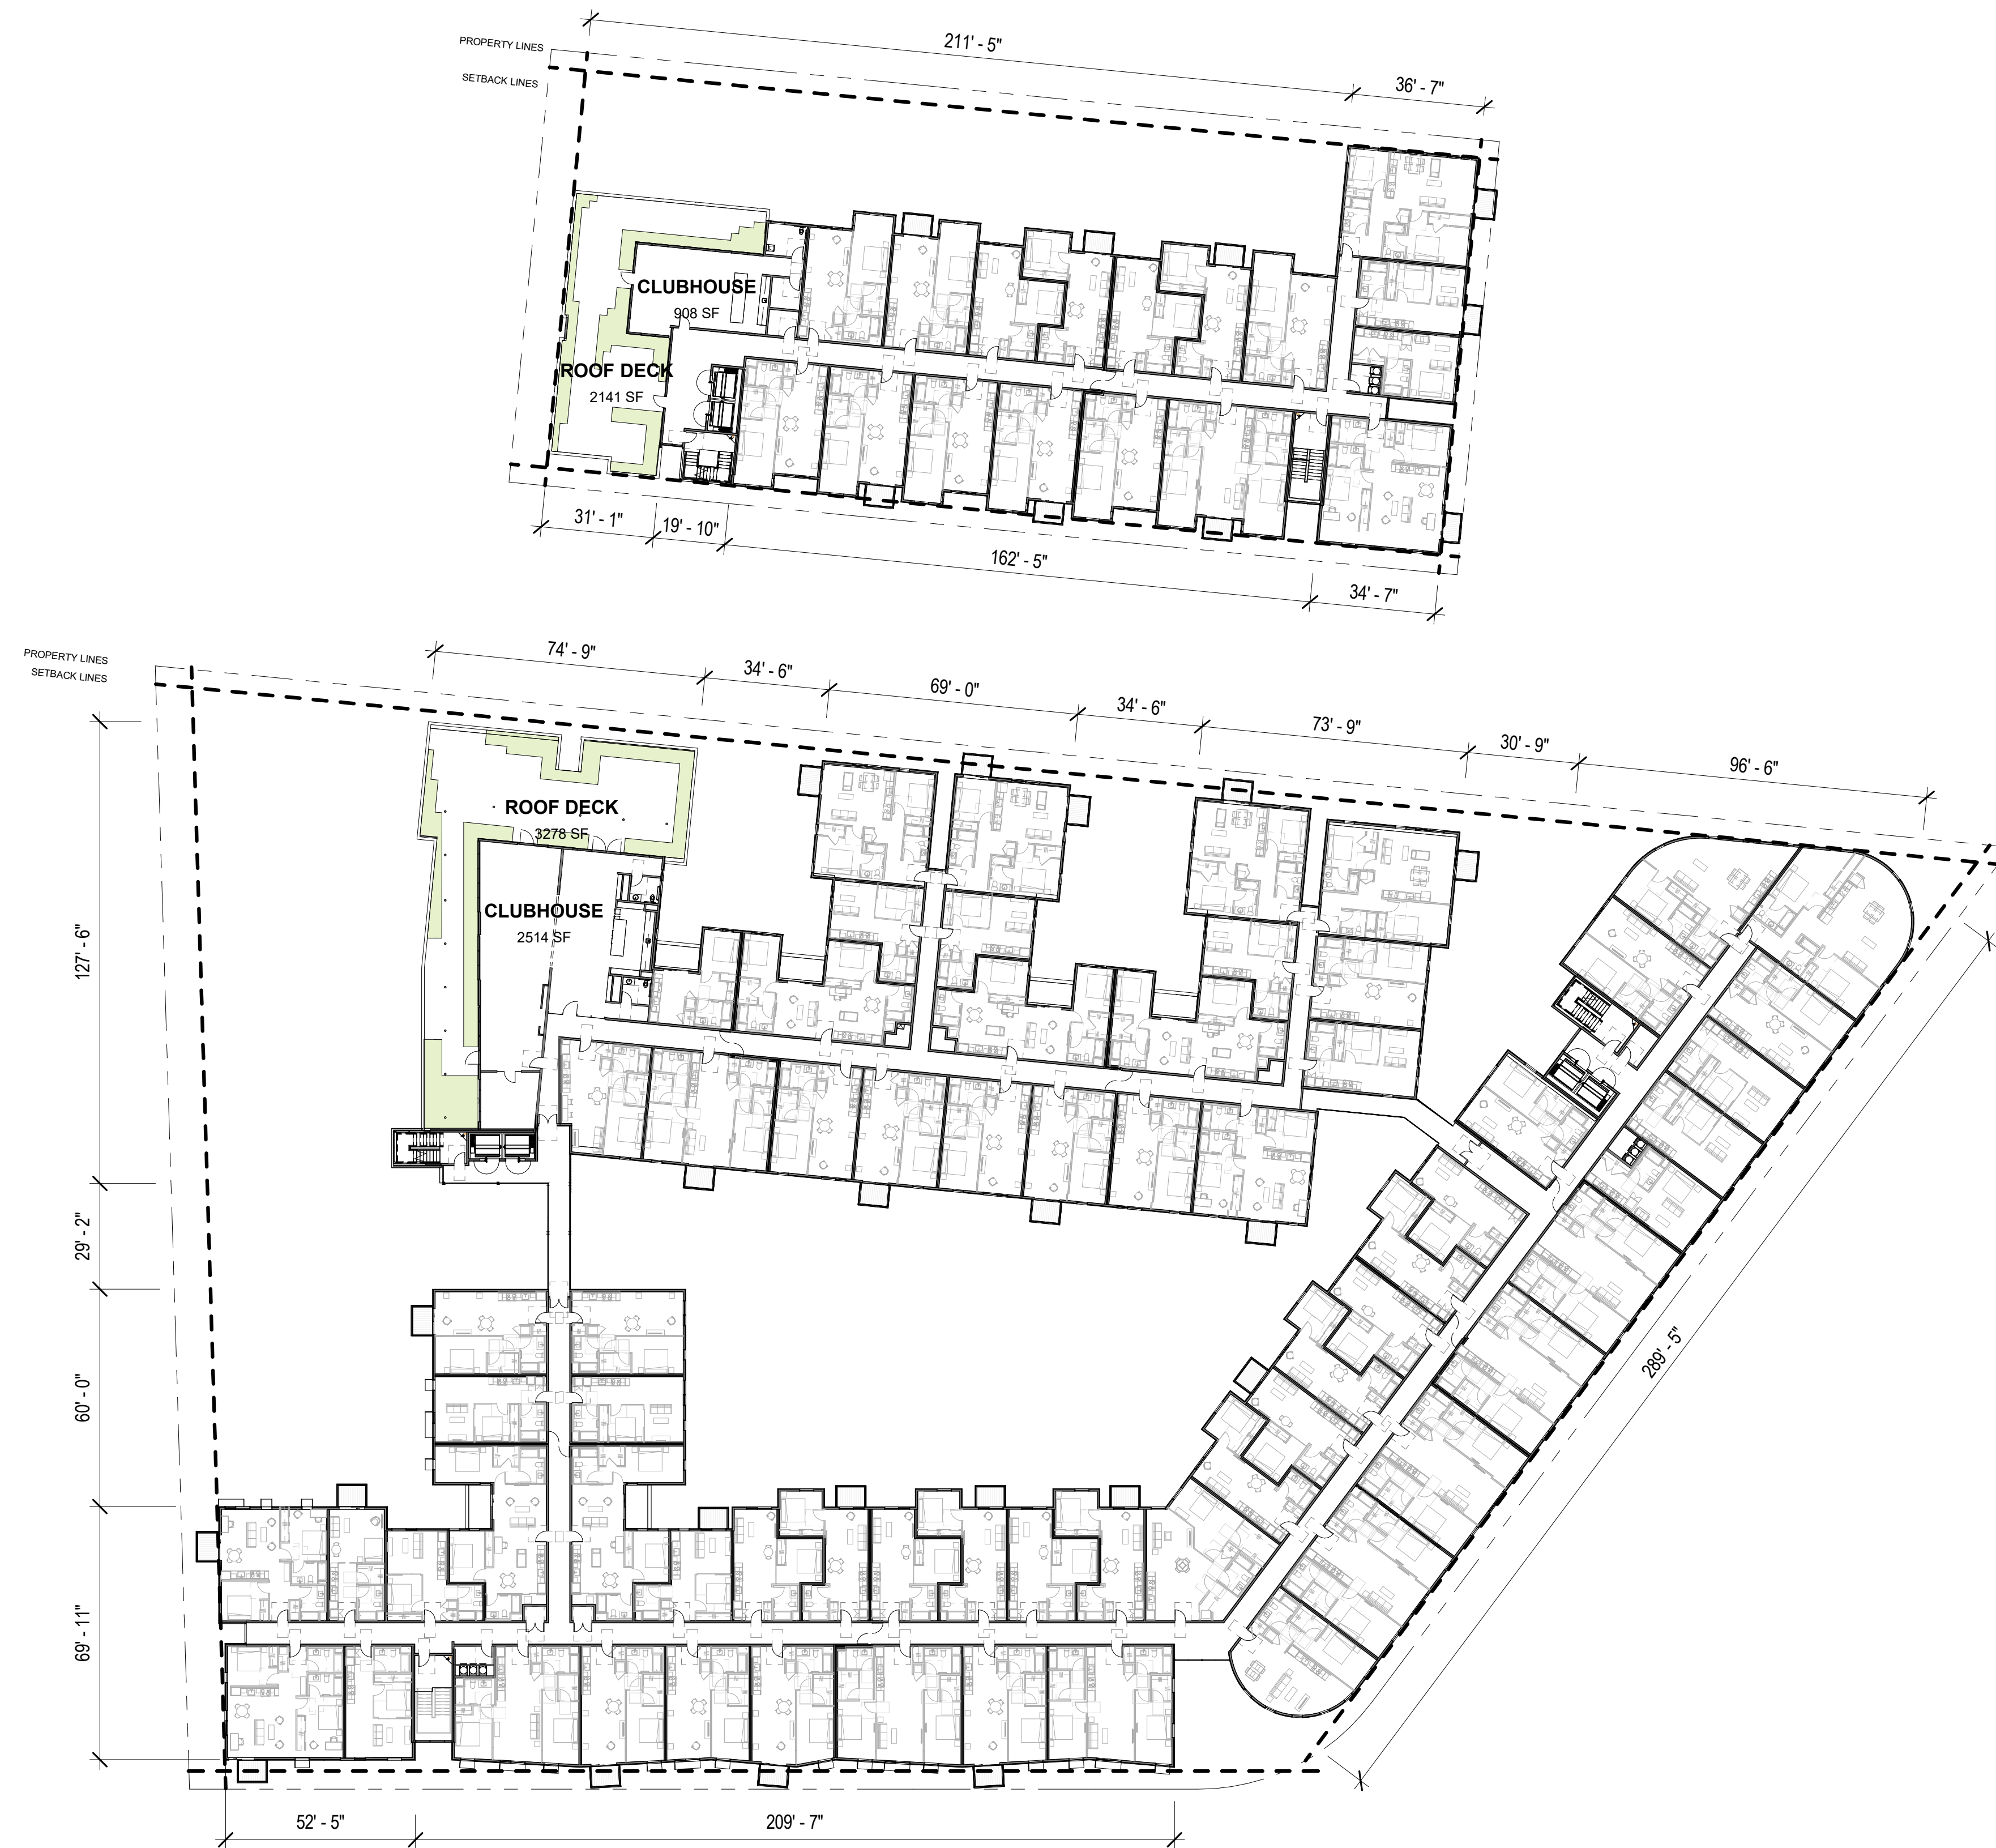 211' - 5"
PROPERTY LINES
SETBACK LINES
36' - 7"
CLUBHOUSE
908 SF
ROOF DECK
2141 SF
31' - 1"
19' - 10"
162' - 5"
34' - 7"
PROPERTY LINES
SETBACK LINES
74' - 9"
34' - 6"
69' - 0"
34' - 6"
73' - 9"
30' - 9"
96' - 6"
ROOF DECK
3278 SF
CLUBHOUSE
2514 SF
127' - 6"
29' - 2"
60' - 0"
69' - 11"
289' - 5"
52' - 5"
209' - 7"